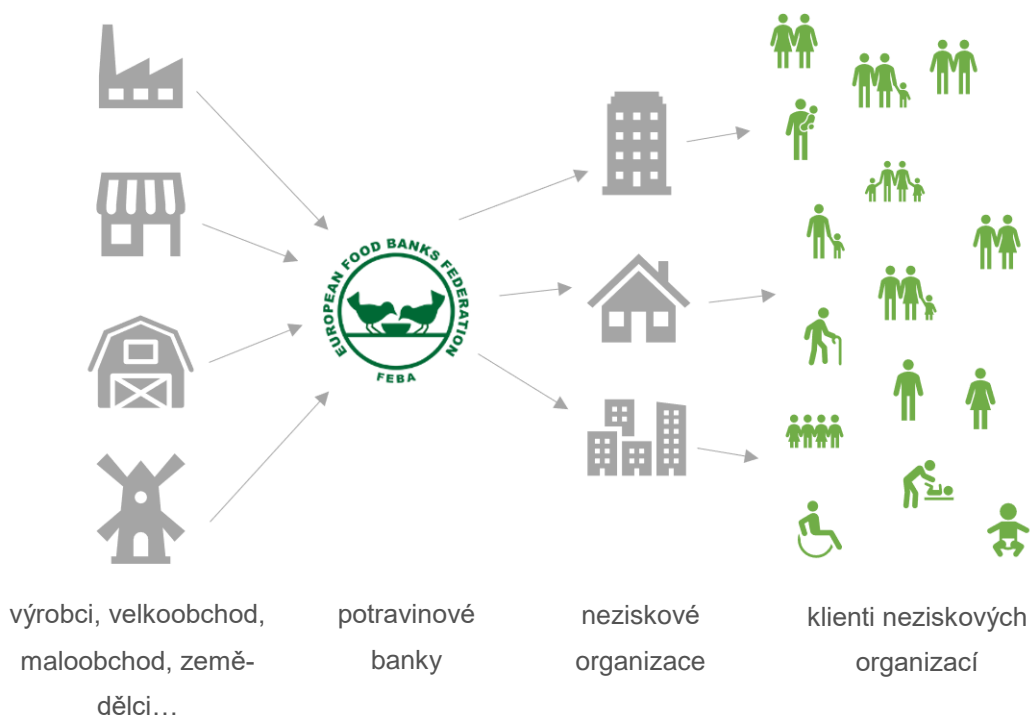 EUROPEAN FOOD BANKS FEDERATION
FEBA
výrobci, velkoobchod,
maloobchod, země-
dělci…
potravinové
banky
neziskové
organizace
klienti neziskových
organizací